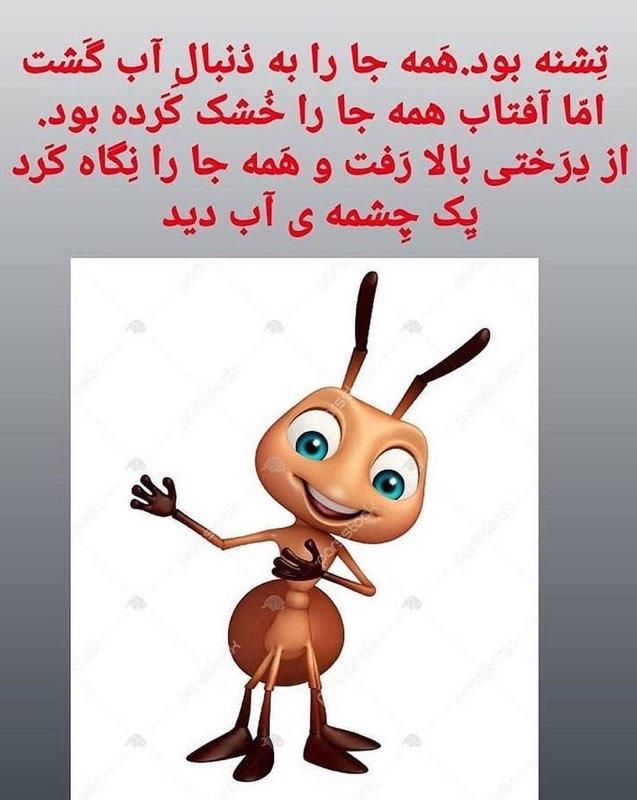 تِشنه بود.هَمه جا را به دُنبالِ آب گَشت
امّا آفتاب همه جا را خُشک کَرده بود.
از دِرَختی بالا رَفت و هَمه جا را نِگاه کَرد
یِک چِشمه ی آب دید